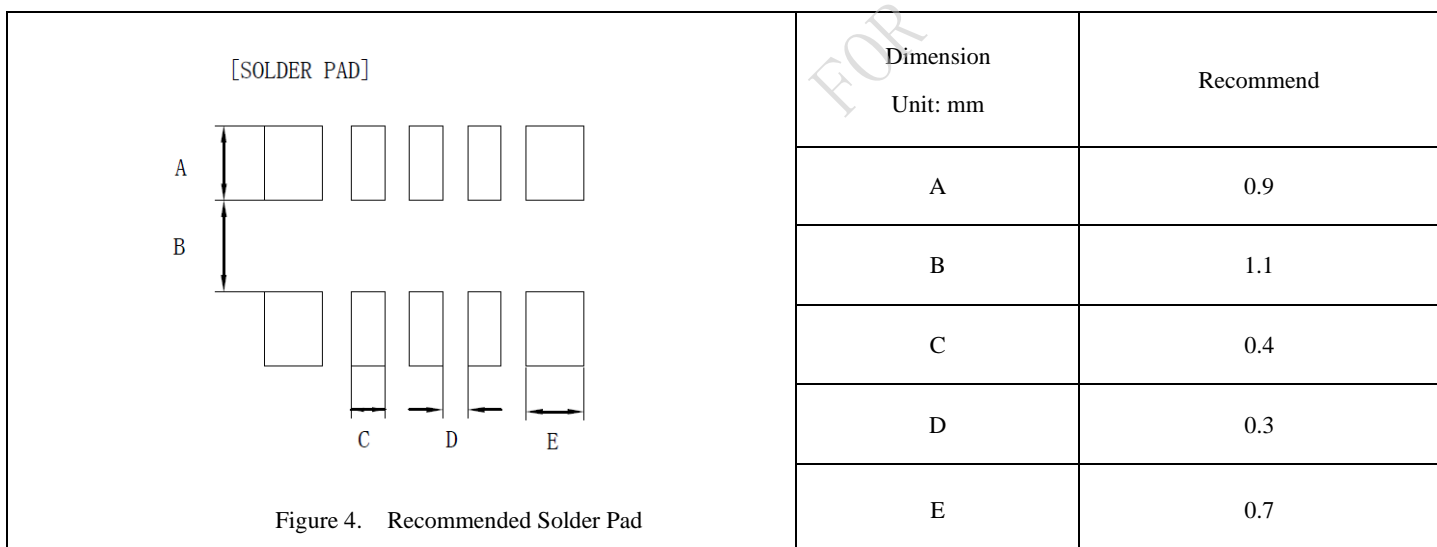 [SOLDER PAD]
A
B
C D E
Figure 4. Recommended Solder Pad
FOR
Dimension
Unit: mm
Recommend
A 0.9
B 1.1
C 0.4
D 0.3
E 0.7